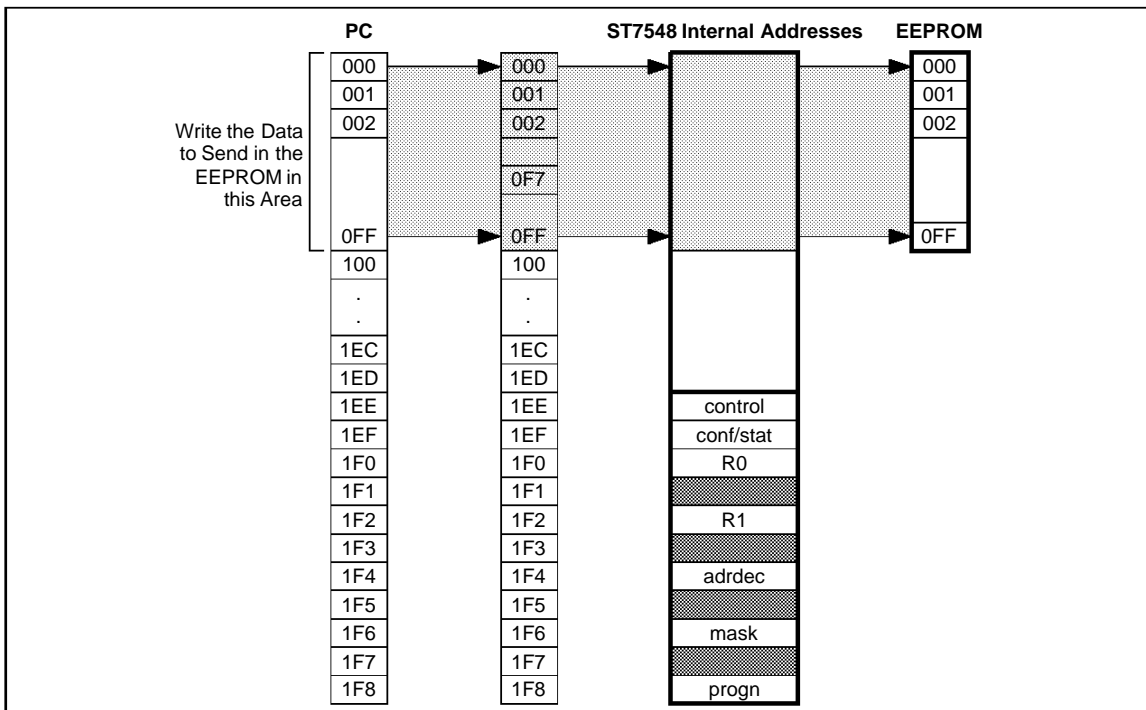 PC ST7548 Internal Addresses EEPROM
000 000 000
001 001 001
002 002 002
Write the Data
to Send in the
EEPROM in
this Area
0F7
0FF 0FF 0FF
100 100
. .
. .
1EC 1EC
1ED 1ED
1EE 1EE control
1EF 1EF conf/stat
1F0 1F0 R0
1F1 1F1
1F2 1F2 R1
1F3 1F3
1F4 1F4 adrdec
1F5 1F5
1F6 1F6 mask
1F7 1F7
1F8 1F8 progn